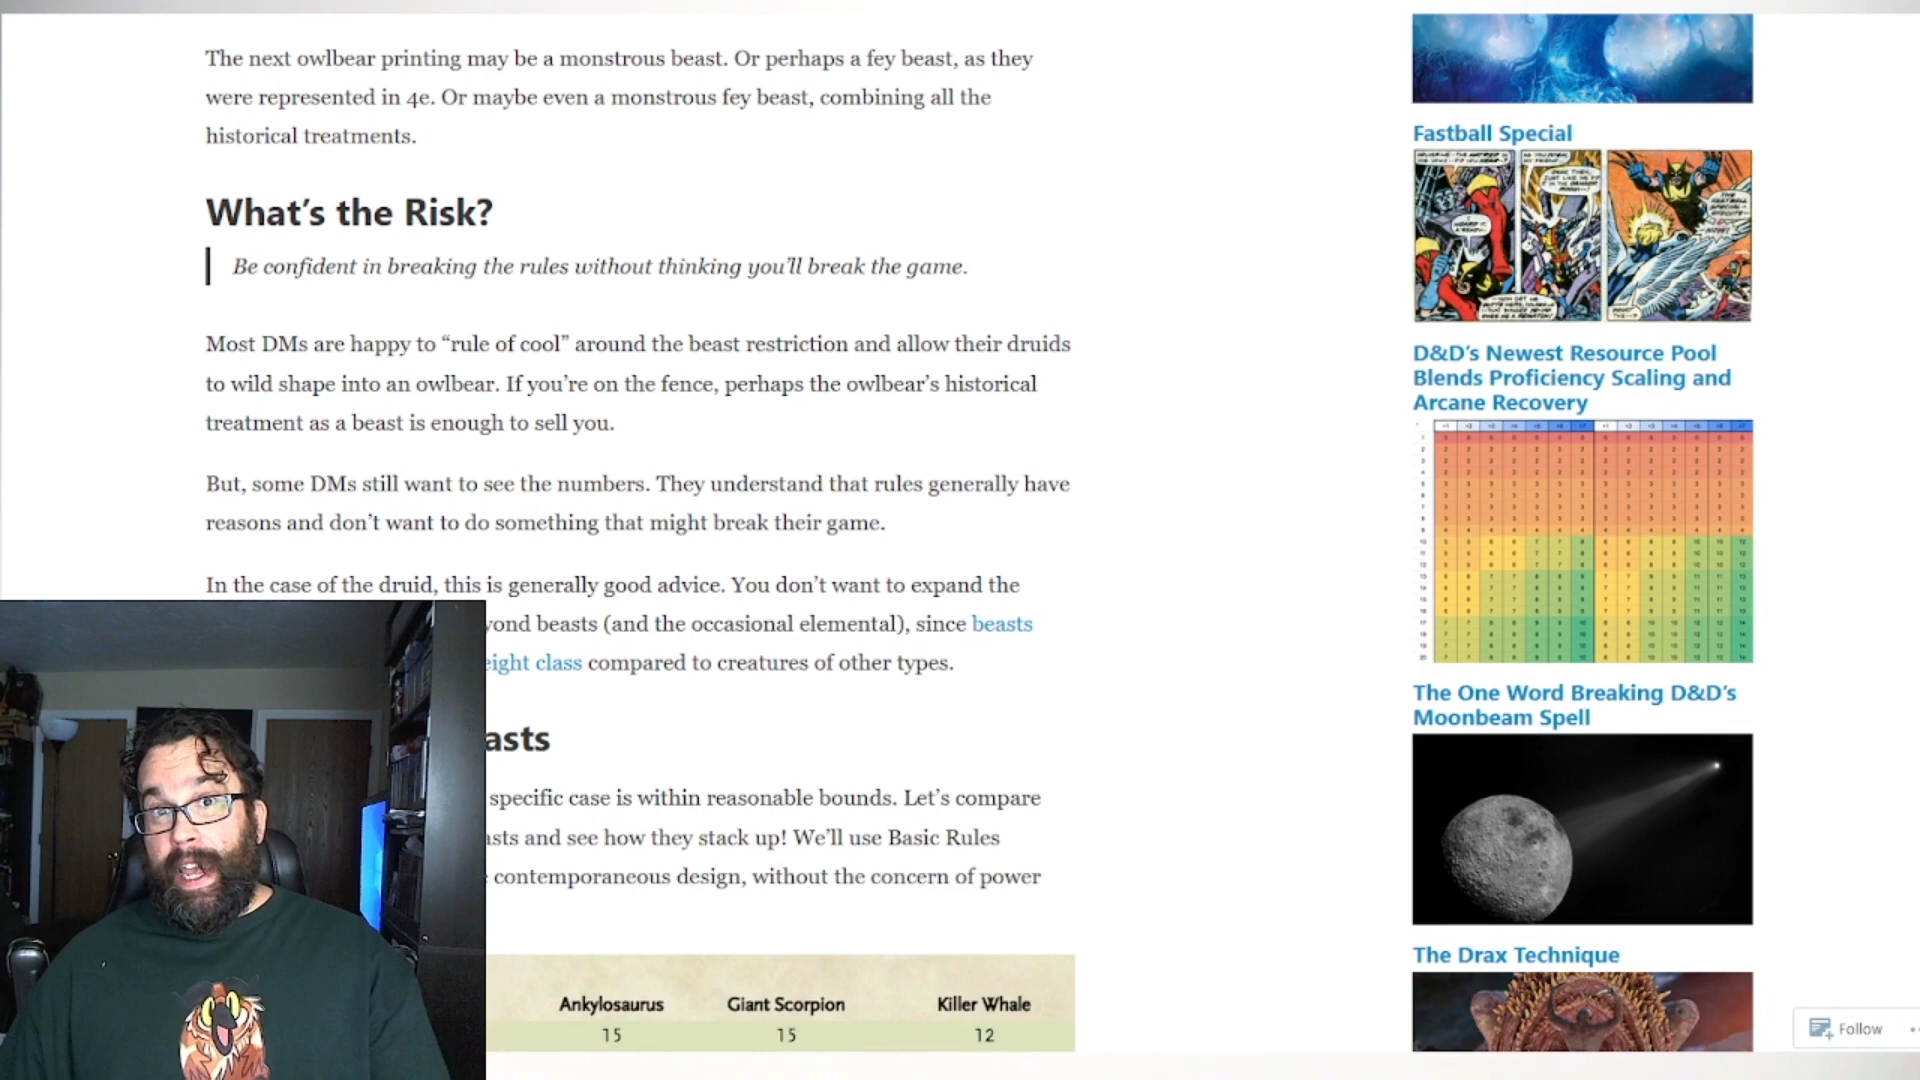 The next owlbear printing may be a monstrous beast. Or perhaps a fey beast, as they
were represented in 4e. Or maybe even a monstrous fey beast, combining all the
historical treatments.
What's the Risk?
Be confident in breaking the rules without thinking you'll break the game.
Most DMs are happy to “rule of cool” around the beast restriction and allow their druids
to wild shape into an owlbear. If you're on the fence, perhaps the owlbear's historical
treatment as a beast is enough to sell you.
But, some DMs still want to see the numbers. They understand that rules generally have
reasons and don't want to do something that might break their game.
In the case of the druid, this is generally good advice. You don't want to expand the
yond beasts (and the occasional elemental), since beasts
eight class compared to creatures of other types.
asts
specific case is within reasonable bounds. Let's compare
asts and see how they stack up! We'll use Basic Rules
contemporaneous design, without the concern of power
Ankylosaurus Giant Scorpion Killer Whale
15 15 12
Fastball Special
D&D's Newest Resource Pool
Blends Proficiency Scaling and
Arcane Recovery
The One Word Breaking D&D's
Moonbeam Spell
The Drax Technique
Follow